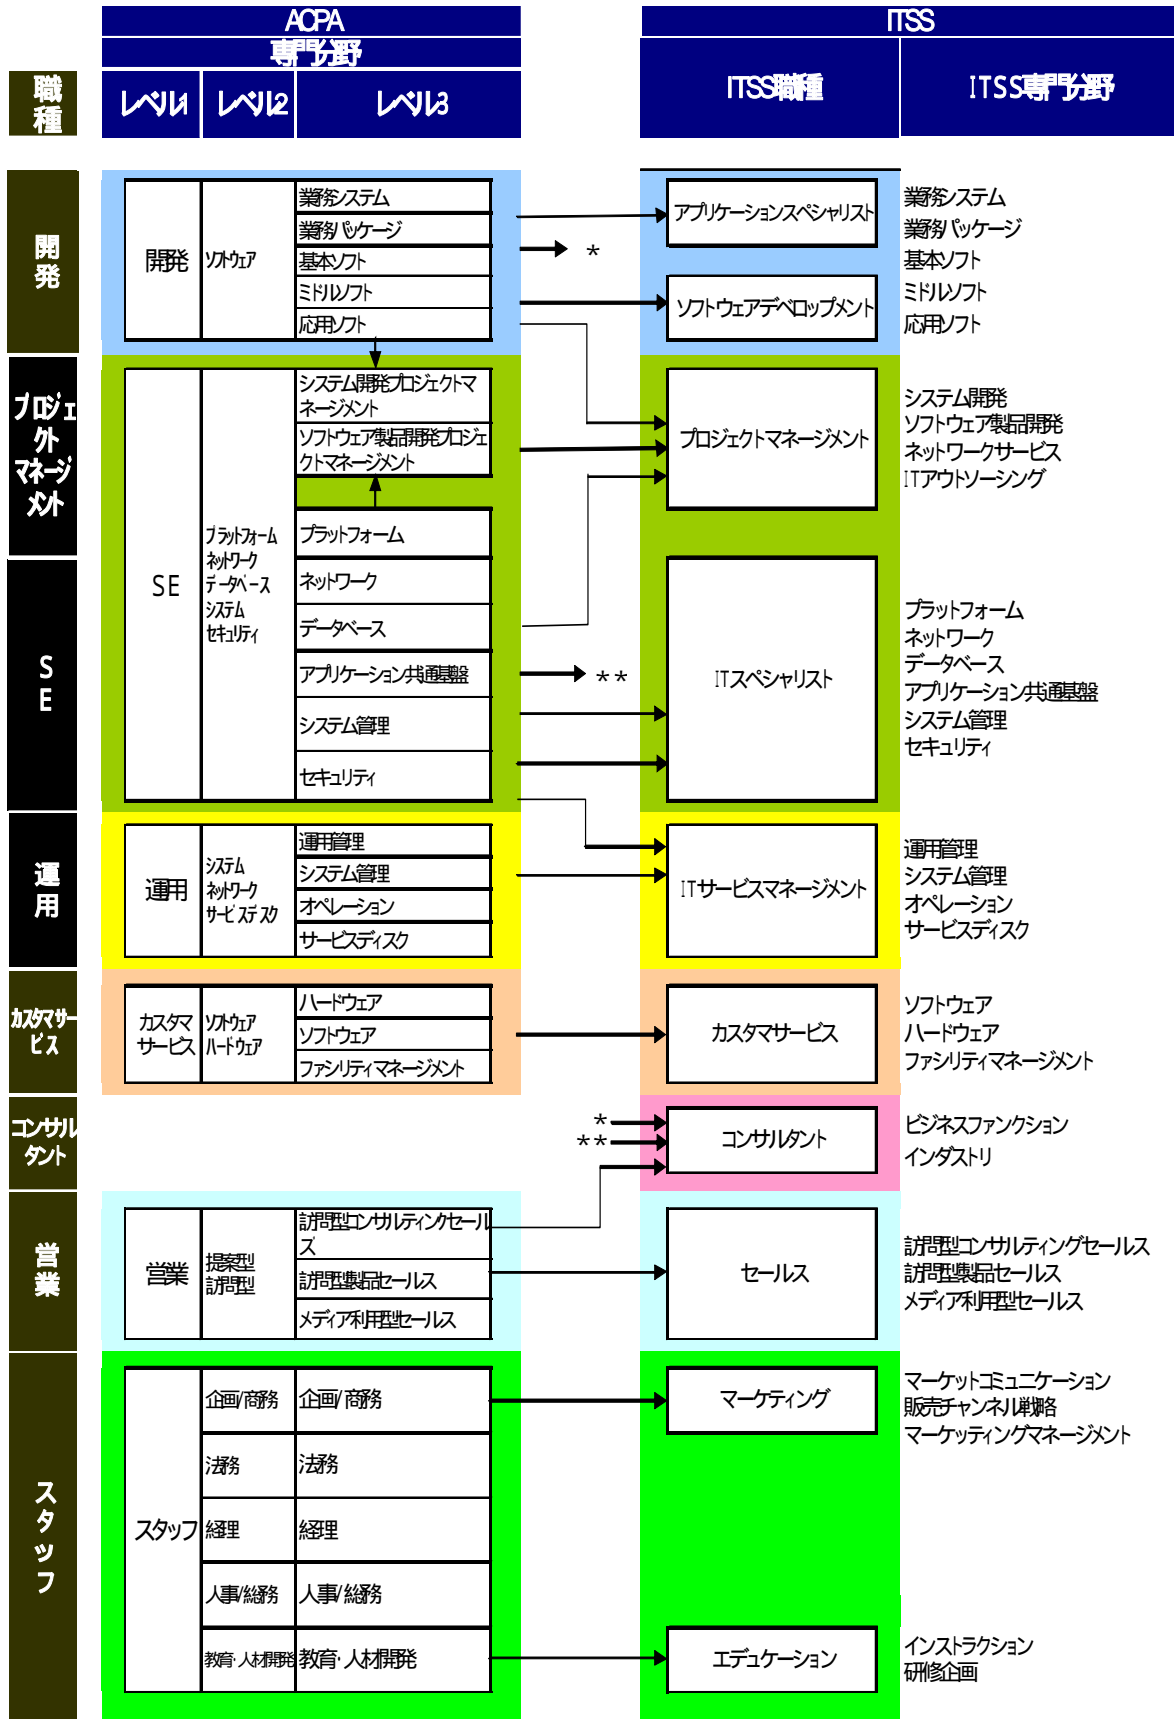 ACPA
ITSS
専門分野
職
種
レベル1
レベル2
レベル3
ITSS職種
ITSS専門分野
開
発
開発
ソフトウェア
業務システム
業務パッケージ
基本ソフト
ミドルソフト
応用ソフト
*
アプリケーションスペシャリスト
ソフトウェアデベロップメント
業務システム
業務パッケージ
基本ソフト
ミドルソフト
応用ソフト
プロジェ
クト
マネージ
メント
S
E
SE
プラットフォーム
ネットワーク
データベース
システム
セキュリティ
システム開発プロジェクトマ
ネージメント
ソフトウェア製品開発プロジェ
クトマネージメント
プラットフォーム
ネットワーク
データベース
アプリケーション共通基盤
システム管理
セキュリティ
**
プロジェクトマネージメント
システム開発
ソフトウェア製品開発
ネットワークサービス
ITアウトソーシング
ITスペシャリスト
プラットフォーム
ネットワーク
データベース
アプリケーション共通基盤
システム管理
セキュリティ
運
用
運用
システム
ネットワーク
サービスデスク
運用管理
システム管理
オペレーション
サービスディスク
ITサービスマネージメント
運用管理
システム管理
オペレーション
サービスディスク
カスタマサー
ビス
カスタマ
サービス
ソフトウェア
ハードウェア
ハードウェア
ソフトウェア
ファシリティマネージメント
カスタマサービス
ソフトウェア
ハードウェア
ファシリティマネージメント
コンサル
タント
*
**
コンサルタント
ビジネスファンクション
インダストリ
営
業
営業
提案型
訪問型
訪問型コンサルティングセール
ズ
訪問型製品セールス
メディア利用型セールス
セールス
訪問型コンサルティングセールス
訪問型製品セールス
メディア利用型セールス
ス
タ
ッ
フ
スタッフ
企画/商務
企画/商務
法務
法務
経理
経理
人事/総務
人事/総務
教育・人材開発
教育・人材開発
マーケティング
マーケットコミュニケーション
販売チャンネル戦略
マーケッティングマネージメント
エデュケーション
インストラクション
研修企画